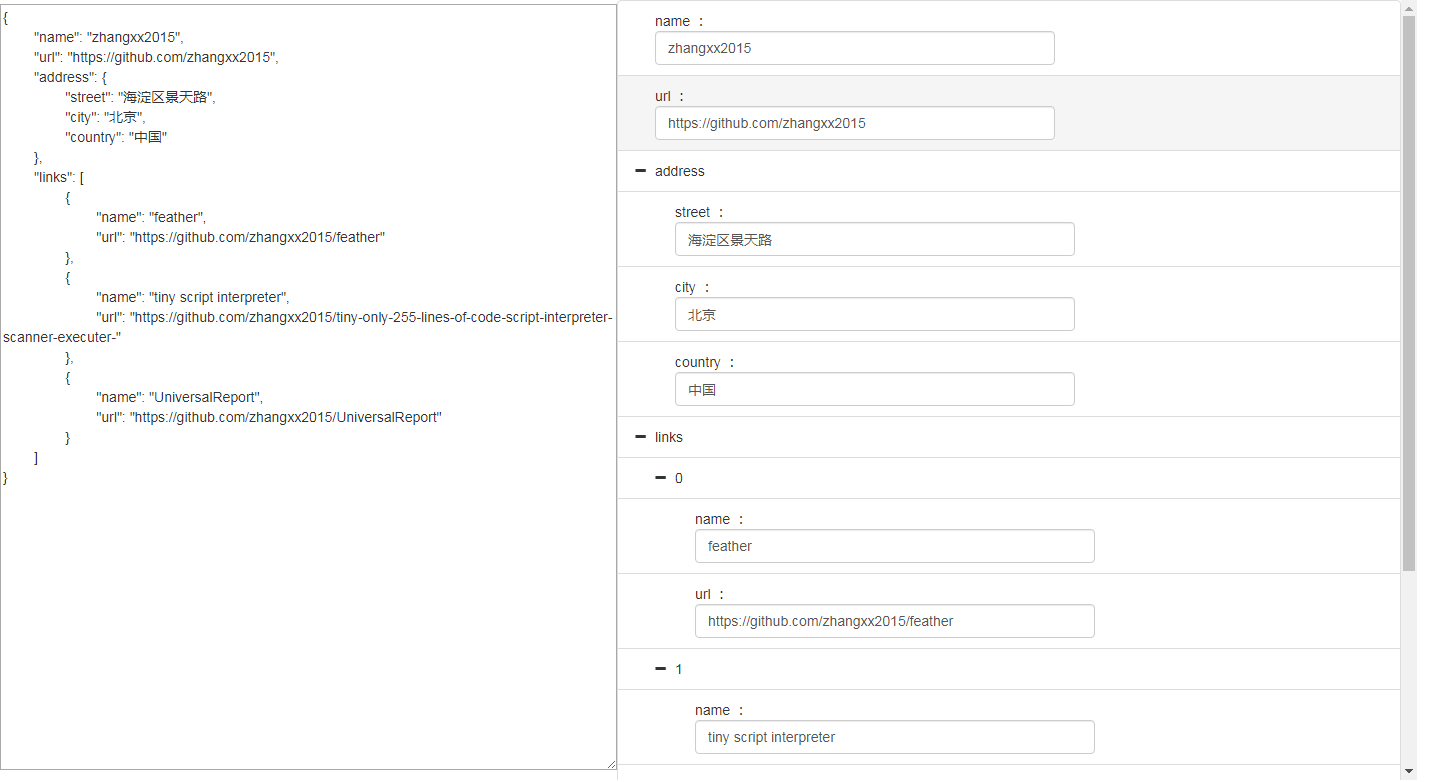 {
"name": "zhangxx2015",
"url": "https://github.com/zhangxx2015",
"address": {
"street": "海淀区景天路",
"city": "北京",
"country": "中国"
},
"links": [
{
"name": "feather",
"url": "https://github.com/zhangxx2015/feather"
},
{
"name": "tiny script interpreter",
"url": "https://github.com/zhangxx2015/tiny-only-255-lines-of-code-script-interpreter-
scanner-executer-"
},
{
"name": "UniversalReport",
"url": "https://github.com/zhangxx2015/UniversalReport"
}
]
}
name ：
zhangxx2015
url ：
https://github.com/zhangxx2015
address
street ：
海淀区景天路
city ：
北京
country ：
中国
links
0
name ：
feather
url ：
https://github.com/zhangxx2015/feather
1
name ：
tiny script interpreter